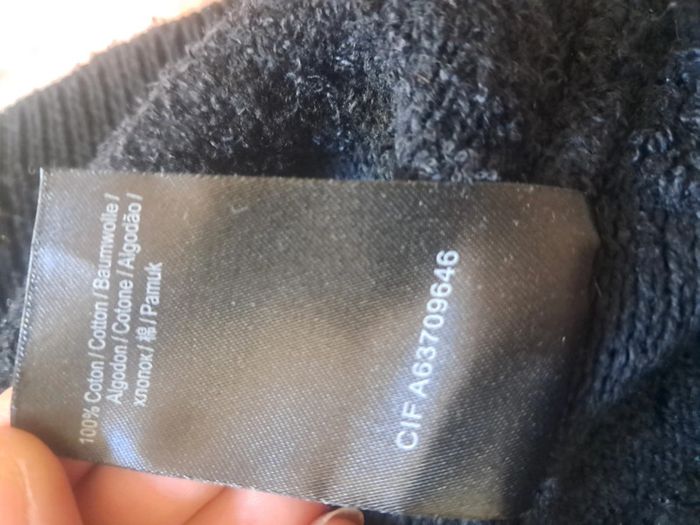 100% Coton / Cotton / Baumwolle /
Algodon / Cotone / Algodão /
хлопок / 棉 / Pamuk
CIF A63709646